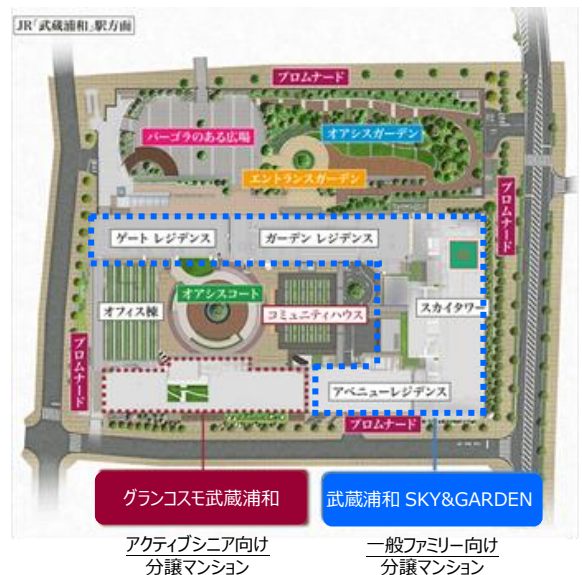 JR「武蔵浦和」駅方面
プロムナード
パーゴラのある広場
オアシスガーデン
エントランスガーデン
プロムナード
ゲート レジデンス
ガーデン レジデンス
オフィス棟
オアシスコート
コミュニティハウス
スカイタワー
プロムナード
アベニューレジデンス
プロムナード
グランコスモ武蔵浦和
武蔵浦和 SKY&GARDEN
アクティブシニア向け
分譲マンション
一般ファミリー向け
分譲マンション